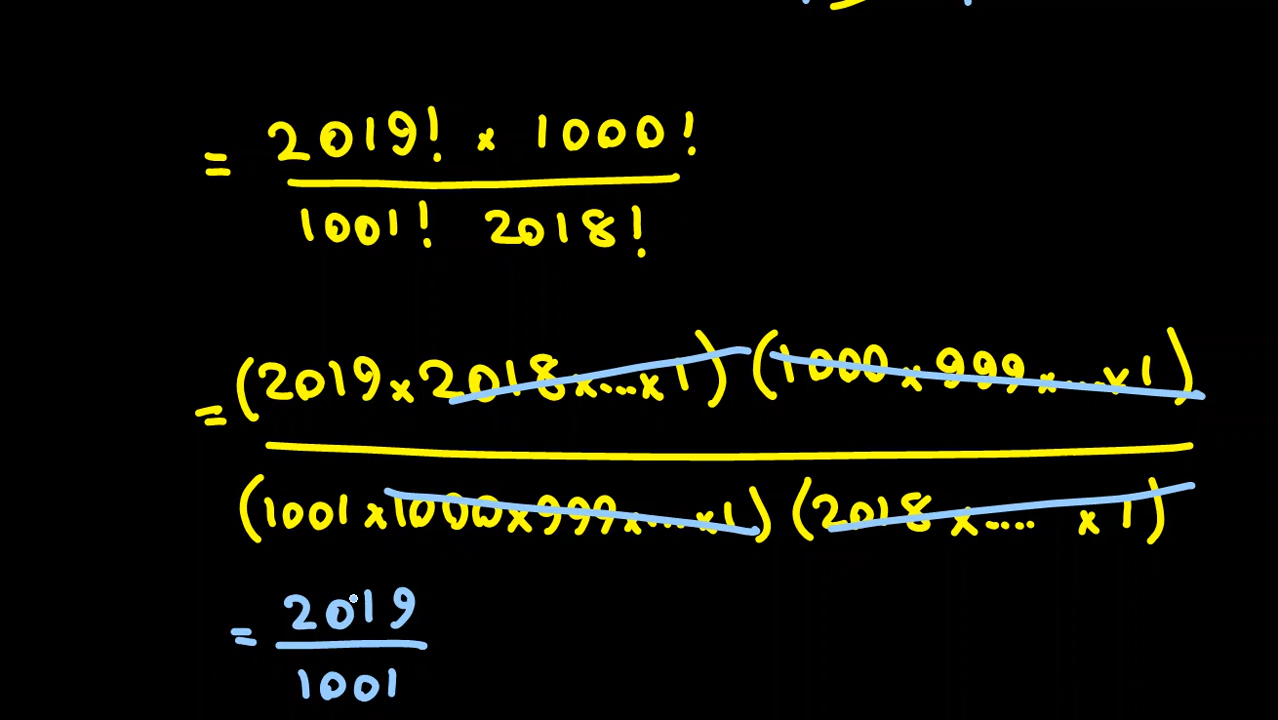 = 2019! x 1000!
1001! 2018!
= (2019 x 2018 x ... x 1) (1000 x 999 x ... x 1)
(1001 x 1000 x 999 x ... x 1) (2018 x .... x 1)
= 2019
1001